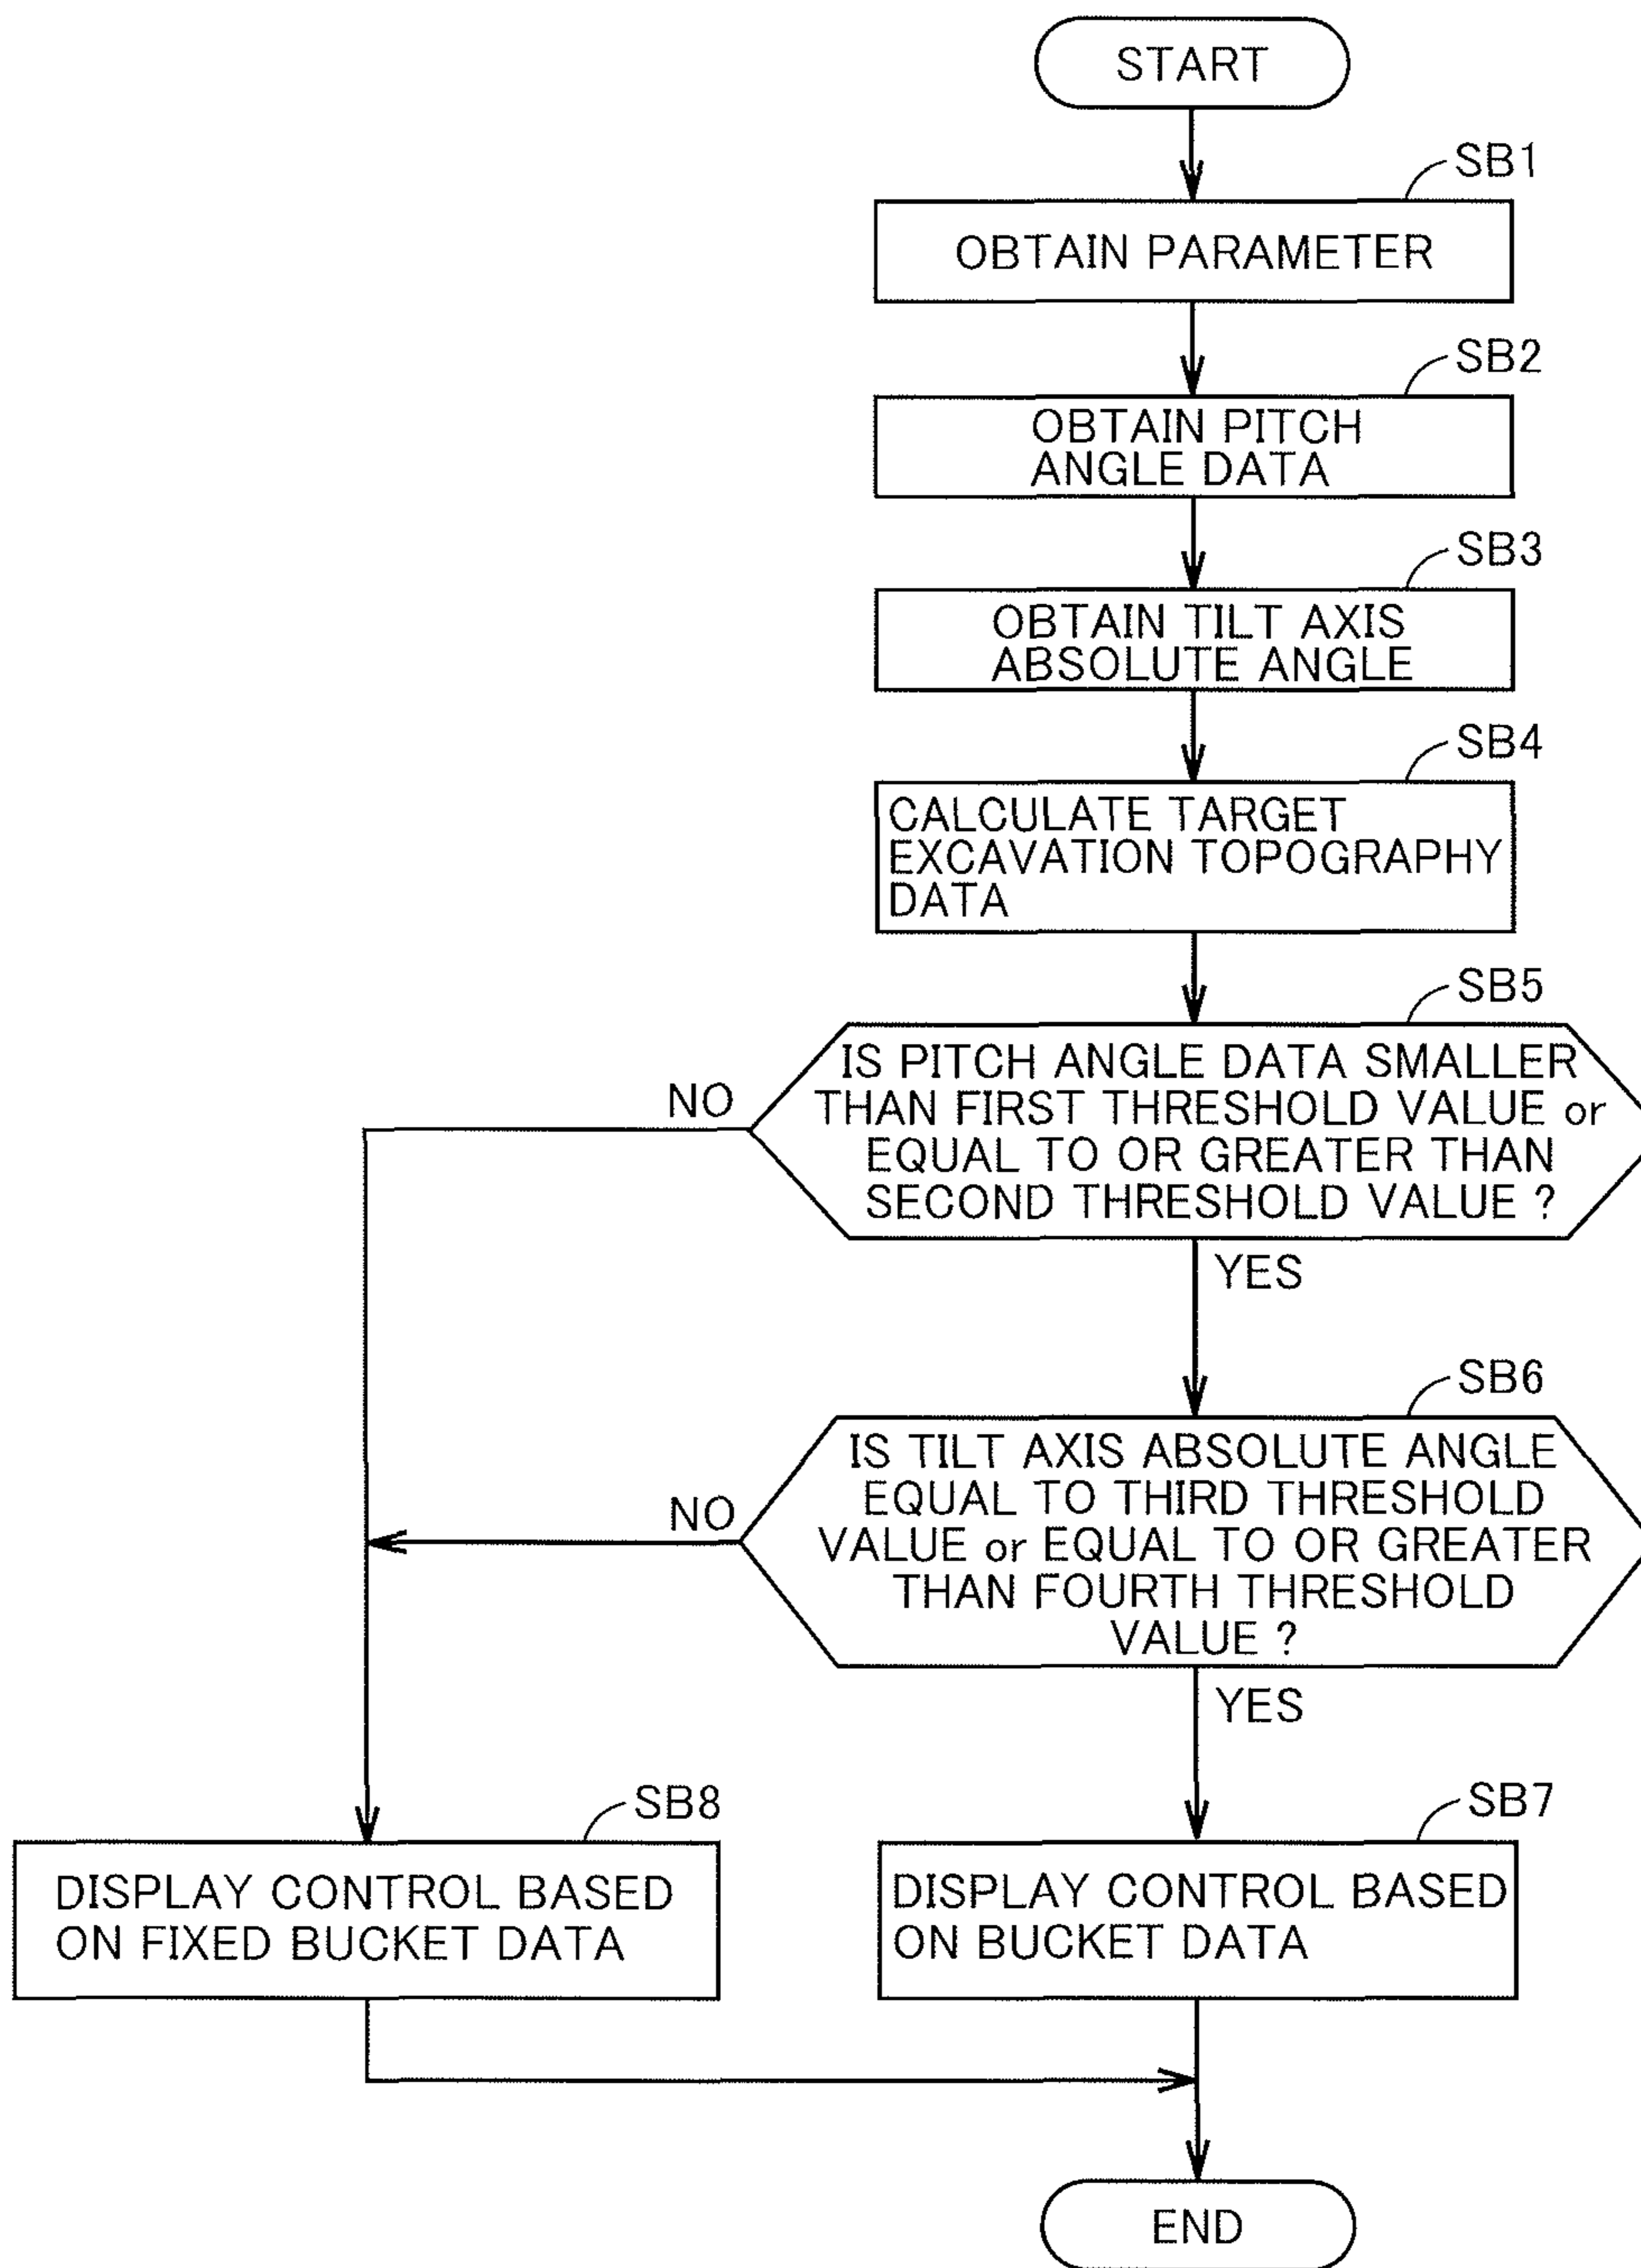 START
SB1
OBTAIN PARAMETER
SB2
OBTAIN PITCH
ANGLE DATA
SB3
OBTAIN TILT AXIS
ABSOLUTE ANGLE
SB4
CALCULATE TARGET
EXCAVATION TOPOGRAPHY
DATA
SB5
IS PITCH ANGLE DATA SMALLER
THAN FIRST THRESHOLD VALUE or
EQUAL TO OR GREATER THAN
SECOND THRESHOLD VALUE ?
NO
YES
SB6
IS TILT AXIS ABSOLUTE ANGLE
EQUAL TO THIRD THRESHOLD
VALUE or EQUAL TO OR GREATER
THAN FOURTH THRESHOLD
VALUE ?
NO
YES
SB8
DISPLAY CONTROL BASED
ON FIXED BUCKET DATA
SB7
DISPLAY CONTROL BASED
ON BUCKET DATA
END